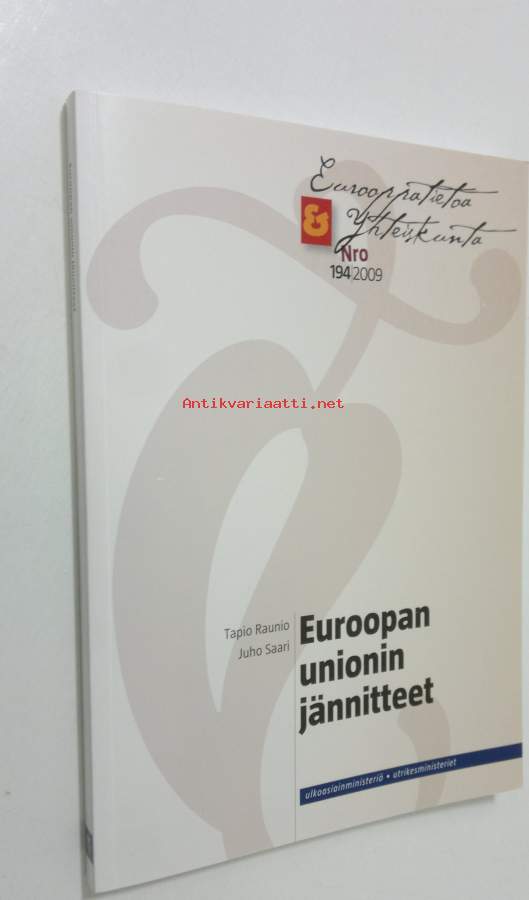 Eurooppatietoa
& Yhteiskunta
Nro
194|2009
Antikvariaatti.net
Tapio Raunio
Juho Saari
Euroopan
unionin
jännitteet
ulkoasiainministeriö • utrikesministeriet